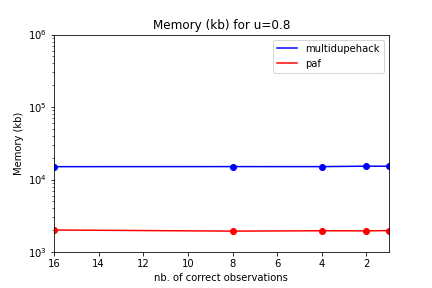 Memory (kb) for u=0.8
multidupehack
paf
Memory (kb)
10^6
10^5
10^4
10^3
16 14 12 10 8 6 4 2
nb. of correct observations